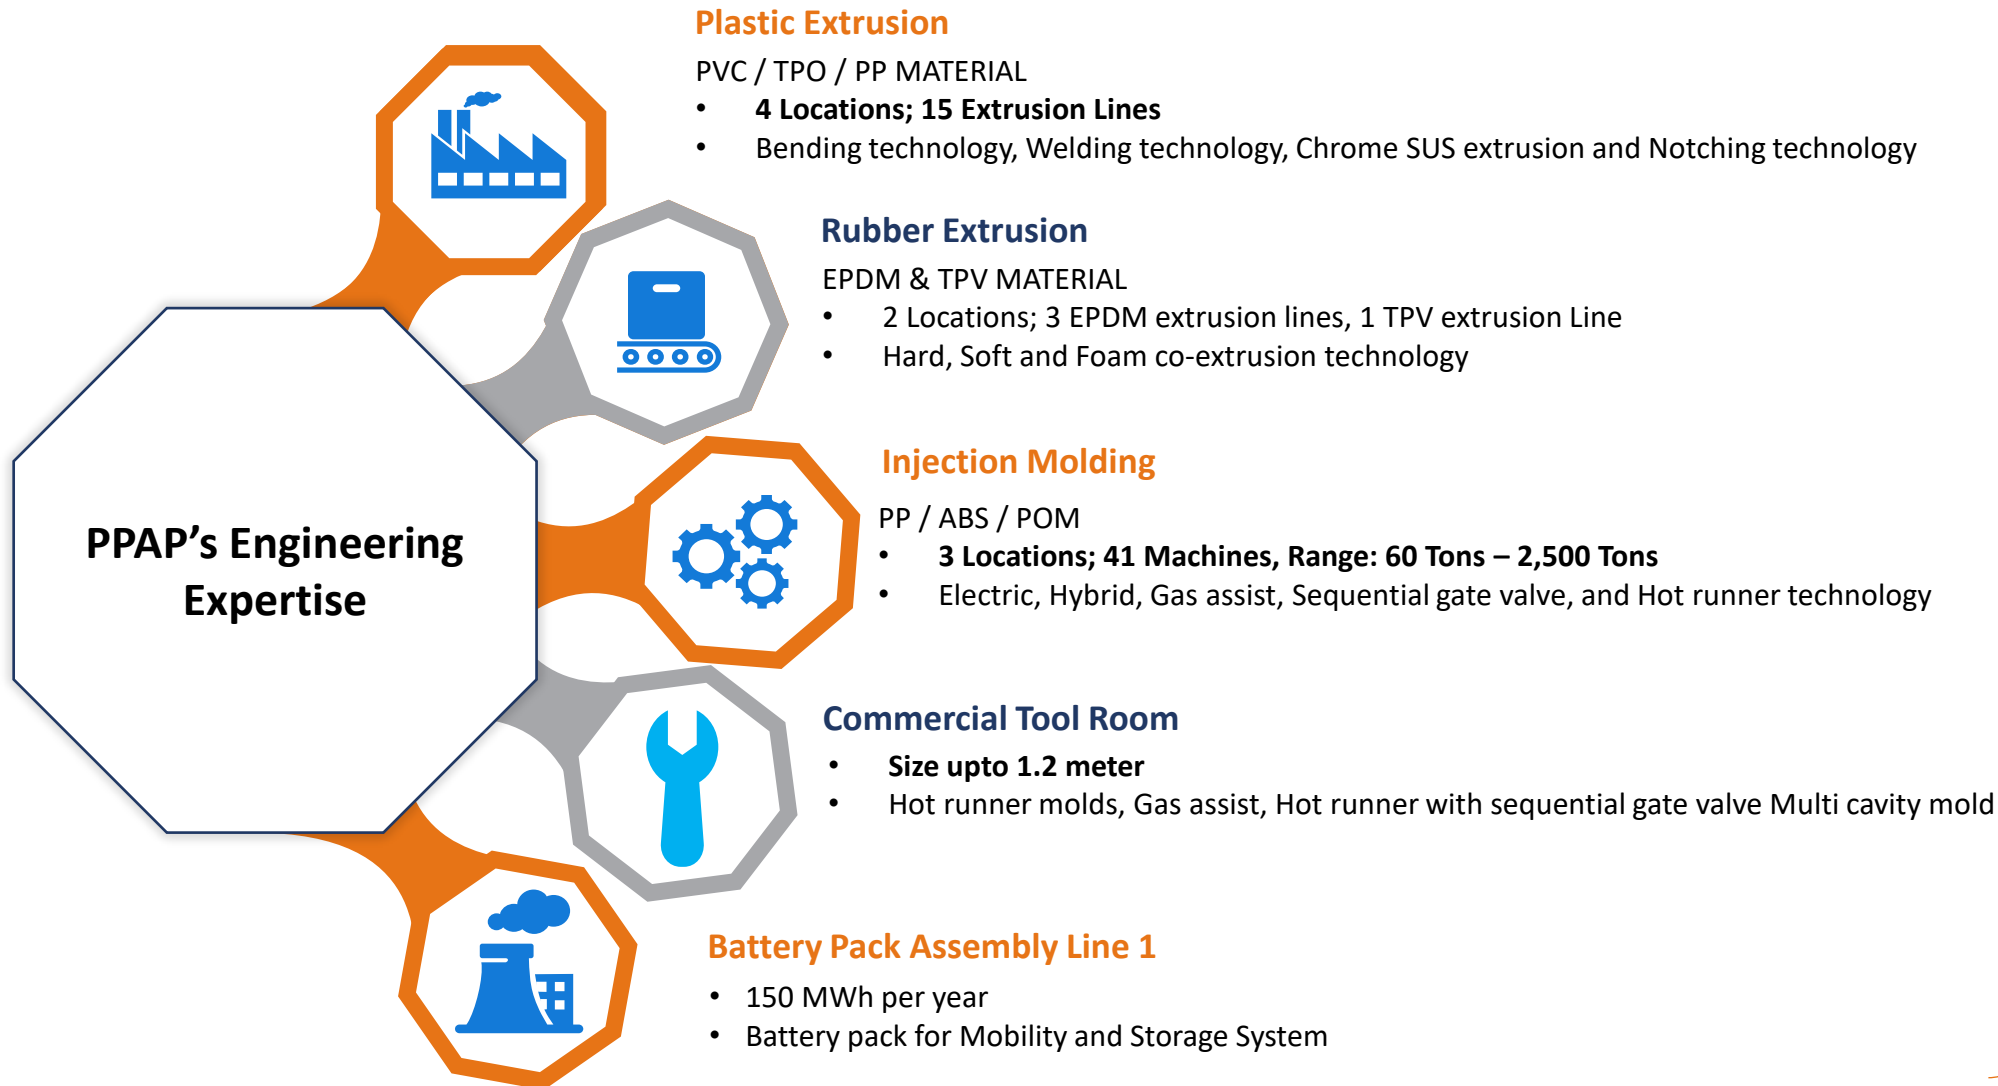 Plastic Extrusion
PVC / TPO / PP MATERIAL
• 4 Locations; 15 Extrusion Lines
• Bending technology, Welding technology, Chrome SUS extrusion and Notching technology
Rubber Extrusion
EPDM & TPV MATERIAL
• 2 Locations; 3 EPDM extrusion lines, 1 TPV extrusion Line
• Hard, Soft and Foam co-extrusion technology
PPAP’s Engineering
Expertise
Injection Molding
PP / ABS / POM
• 3 Locations; 41 Machines, Range: 60 Tons – 2,500 Tons
• Electric, Hybrid, Gas assist, Sequential gate valve, and Hot runner technology
Commercial Tool Room
• Size upto 1.2 meter
• Hot runner molds, Gas assist, Hot runner with sequential gate valve Multi cavity mold
Battery Pack Assembly Line 1
• 150 MWh per year
• Battery pack for Mobility and Storage System